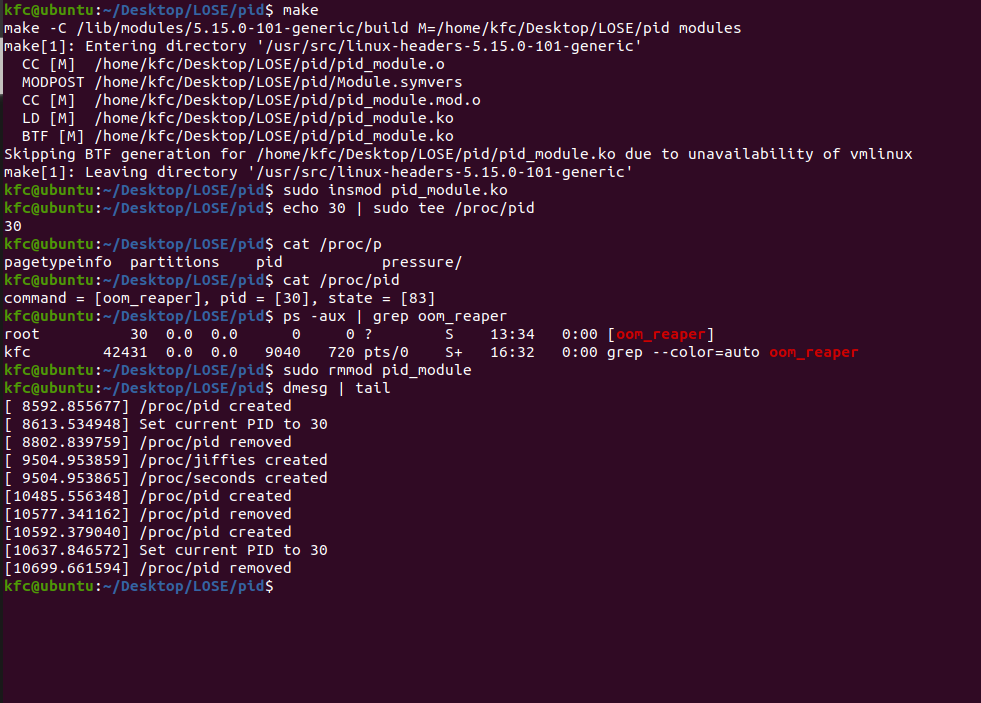 kfc@ubuntu:~/Desktop/LOSE/pid$ make
make -C /lib/modules/5.15.0-101-generic/build M=/home/kfc/Desktop/LOSE/pid modules
make[1]: Entering directory '/usr/src/linux-headers-5.15.0-101-generic'
  CC [M]  /home/kfc/Desktop/LOSE/pid/pid_module.o
  MODPOST /home/kfc/Desktop/LOSE/pid/Module.symvers
  CC [M]  /home/kfc/Desktop/LOSE/pid/pid_module.mod.o
  LD [M]  /home/kfc/Desktop/LOSE/pid/pid_module.ko
  BTF [M] /home/kfc/Desktop/LOSE/pid/pid_module.ko
Skipping BTF generation for /home/kfc/Desktop/LOSE/pid/pid_module.ko due to unavailability of vmlinux
make[1]: Leaving directory '/usr/src/linux-headers-5.15.0-101-generic'
kfc@ubuntu:~/Desktop/LOSE/pid$ sudo insmod pid_module.ko
kfc@ubuntu:~/Desktop/LOSE/pid$ echo 30 | sudo tee /proc/pid
30
kfc@ubuntu:~/Desktop/LOSE/pid$ cat /proc/p
pagetypeinfo  partitions    pid           pressure/
kfc@ubuntu:~/Desktop/LOSE/pid$ cat /proc/pid
command = [oom_reaper], pid = [30], state = [83]
kfc@ubuntu:~/Desktop/LOSE/pid$ ps -aux | grep oom_reaper
root          30  0.0  0.0      0     0 ?        S    13:34   0:00 [oom_reaper]
kfc        42431  0.0  0.0   9040   720 pts/0    S+   16:32   0:00 grep --color=auto oom_reaper
kfc@ubuntu:~/Desktop/LOSE/pid$ sudo rmmod pid_module
kfc@ubuntu:~/Desktop/LOSE/pid$ dmesg | tail
[ 8592.855677] /proc/pid created
[ 8613.534948] Set current PID to 30
[ 8802.839759] /proc/pid removed
[ 9504.953859] /proc/jiffies created
[ 9504.953865] /proc/seconds created
[10485.556348] /proc/pid created
[10577.341162] /proc/pid removed
[10592.379040] /proc/pid created
[10637.846572] Set current PID to 30
[10699.661594] /proc/pid removed
kfc@ubuntu:~/Desktop/LOSE/pid$